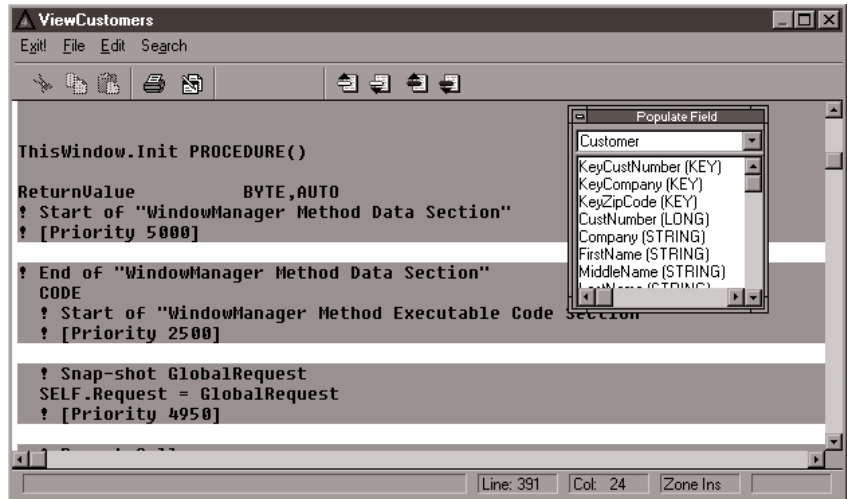 ViewCustomers
Exit! File Edit Search
Populate Field
Customer
KeyCustNumber (KEY)
KeyCompany (KEY)
KeyZipCode (KEY)
CustNumber (LONG)
Company (STRING)
FirstName (STRING)
MiddleName (STRING)
LastName (STRING)
ThisWindow.Init PROCEDURE()
ReturnValue BYTE,AUTO
! Start of "WindowManager Method Data Section"
! [Priority 5000]
! End of "WindowManager Method Data Section"
CODE
! Start of "WindowManager Method Executable Code Section"
! [Priority 2500]
! Snap-shot GlobalRequest
SELF.Request = GlobalRequest
! [Priority 4950]
Line: 391 Col: 24 Zone Ins